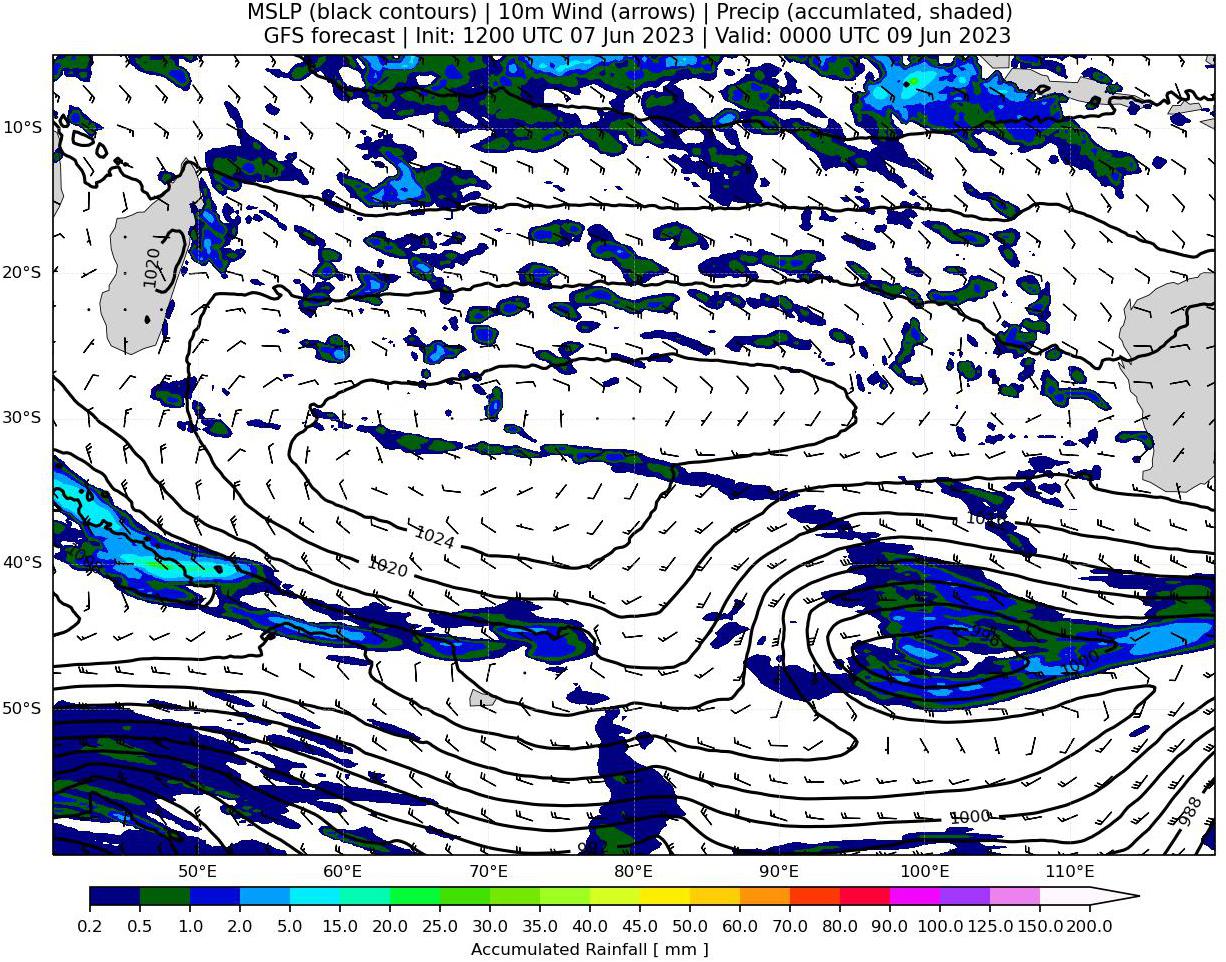 MSLP (black contours) | 10m Wind (arrows) | Precip (accumlated, shaded)
GFS forecast | Init: 1200 UTC 07 Jun 2023 | Valid: 0000 UTC 09 Jun 2023
10°S
20°S
30°S
40°S
50°S
1020
1024
1020
996
1000
1000
988
50°E 60°E 70°E 80°E 90°E 100°E 110°E
0.2 0.5 1.0 2.0 5.0 10.0 15.0 20.0 25.0 30.0 35.0 40.0 45.0 50.0 60.0 70.0 80.0 90.0 100.0 125.0 150.0 200.0
Accumulated Rainfall [ mm ]